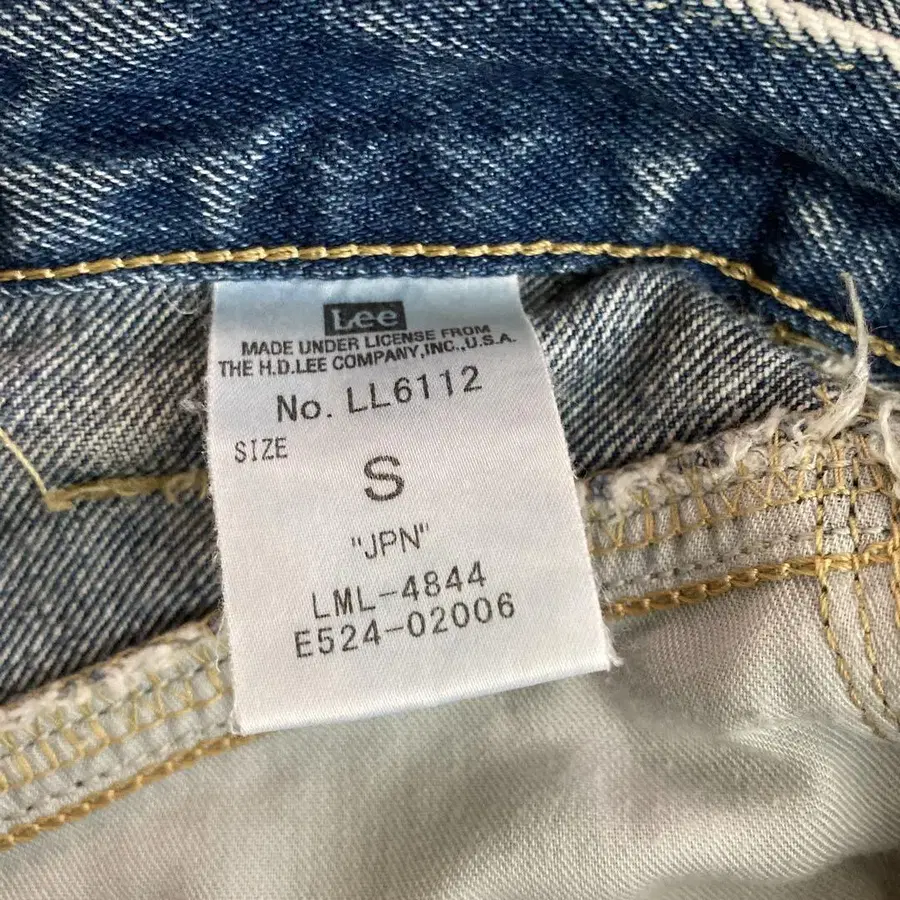 Lee
MADE UNDER LICENSE FROM
THE H.D.LEE COMPANY,INC.,U.S.A.
No. LL6112
SIZE
S
"JPN"
LML-4844
E524-02006